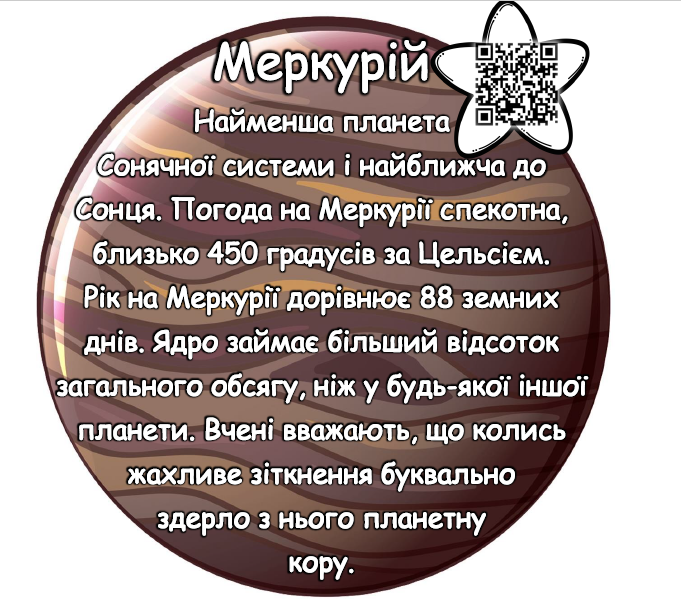 Меркурій
Найменша планета
Сонячної системи і найближча до
Сонця. Погода на Меркурії спекотна,
близько 450 градусів за Цельсієм.
Рік на Меркурії дорівнює 88 земних
днів. Ядро займає більший відсоток
загального обсягу, ніж у будь-якої іншої
планети. Вчені вважають, що колись
жахливе зіткнення буквально
здерло з нього планетну
кору.